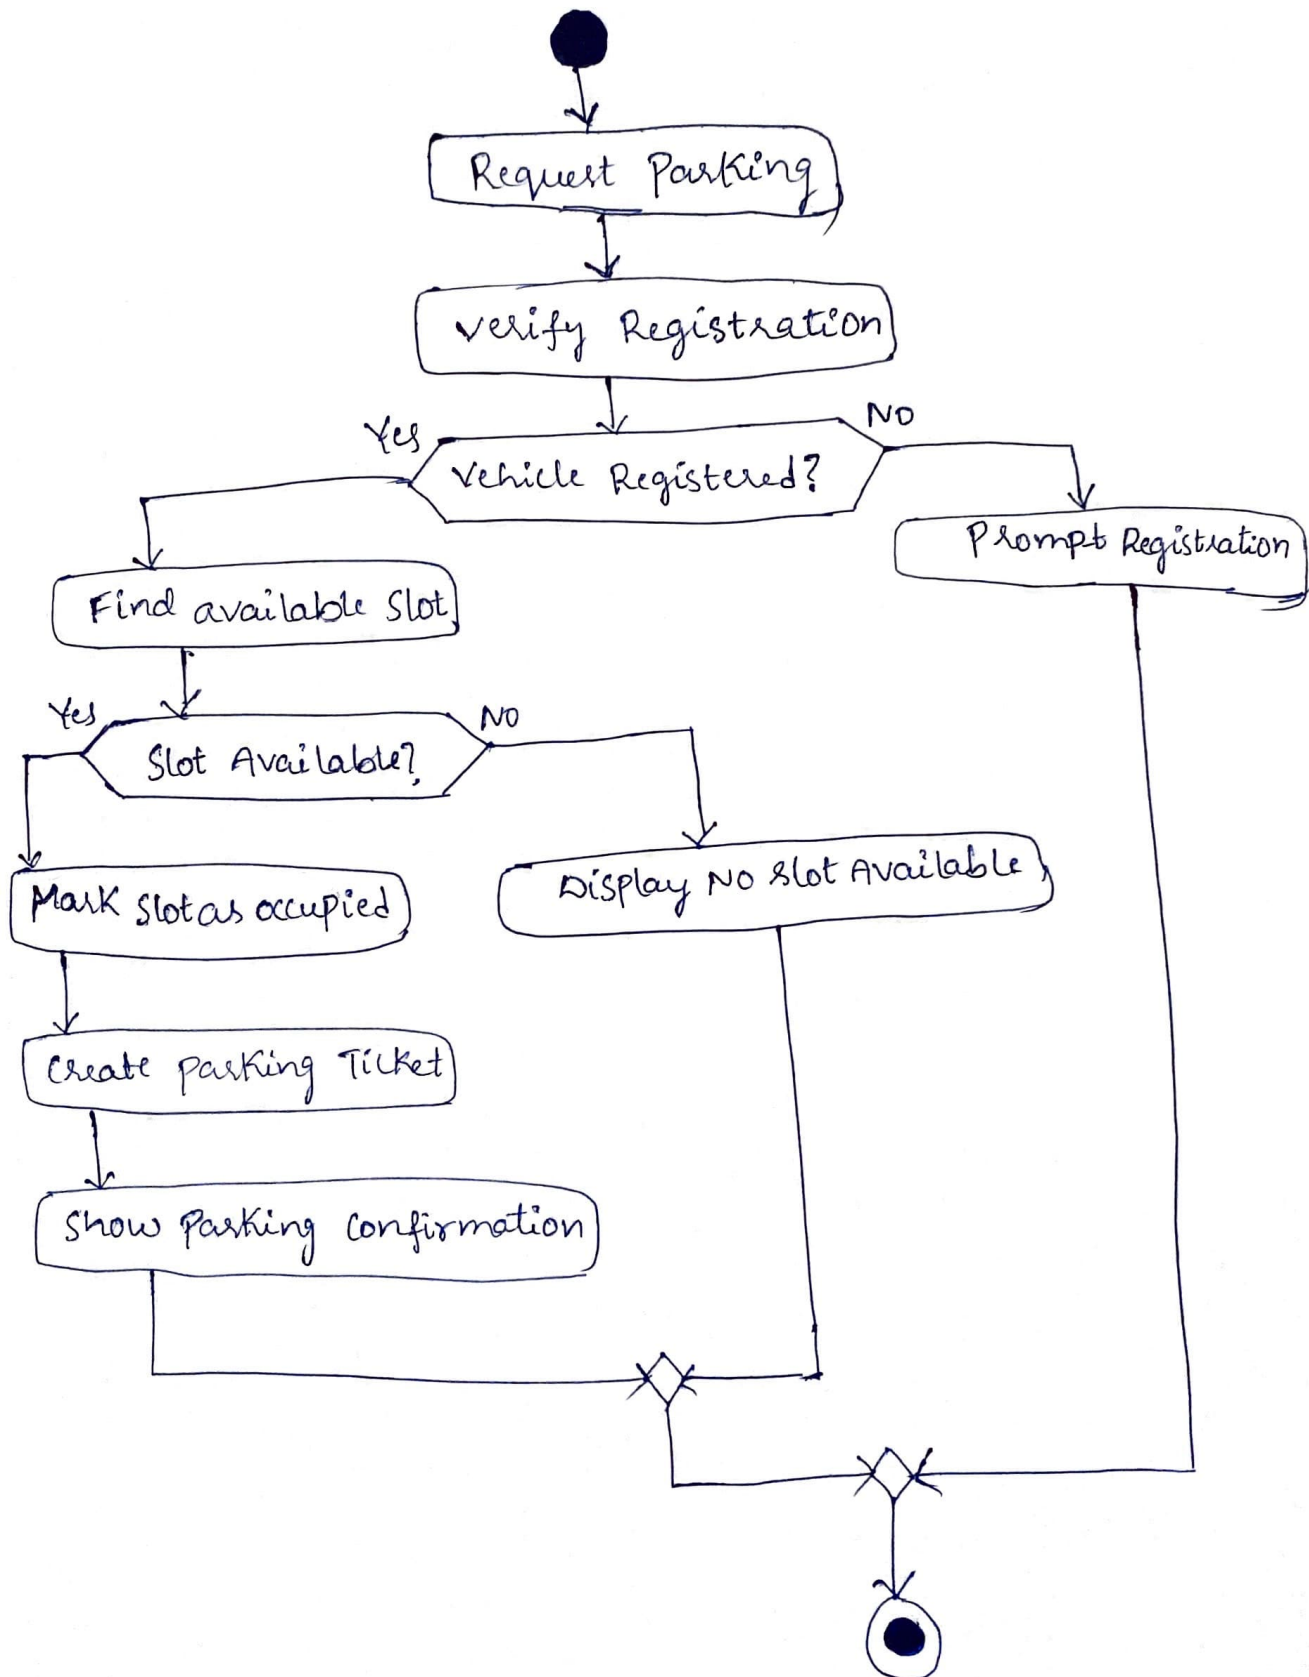 Request Parking
Verify Registration
Yes
NO
Vehicle Registered?
Prompt Registration
Find available Slot
Yes
NO
Slot Available?
Mark Slot as occupied
Display NO Slot Available
Create Parking Ticket
Show Parking Confirmation